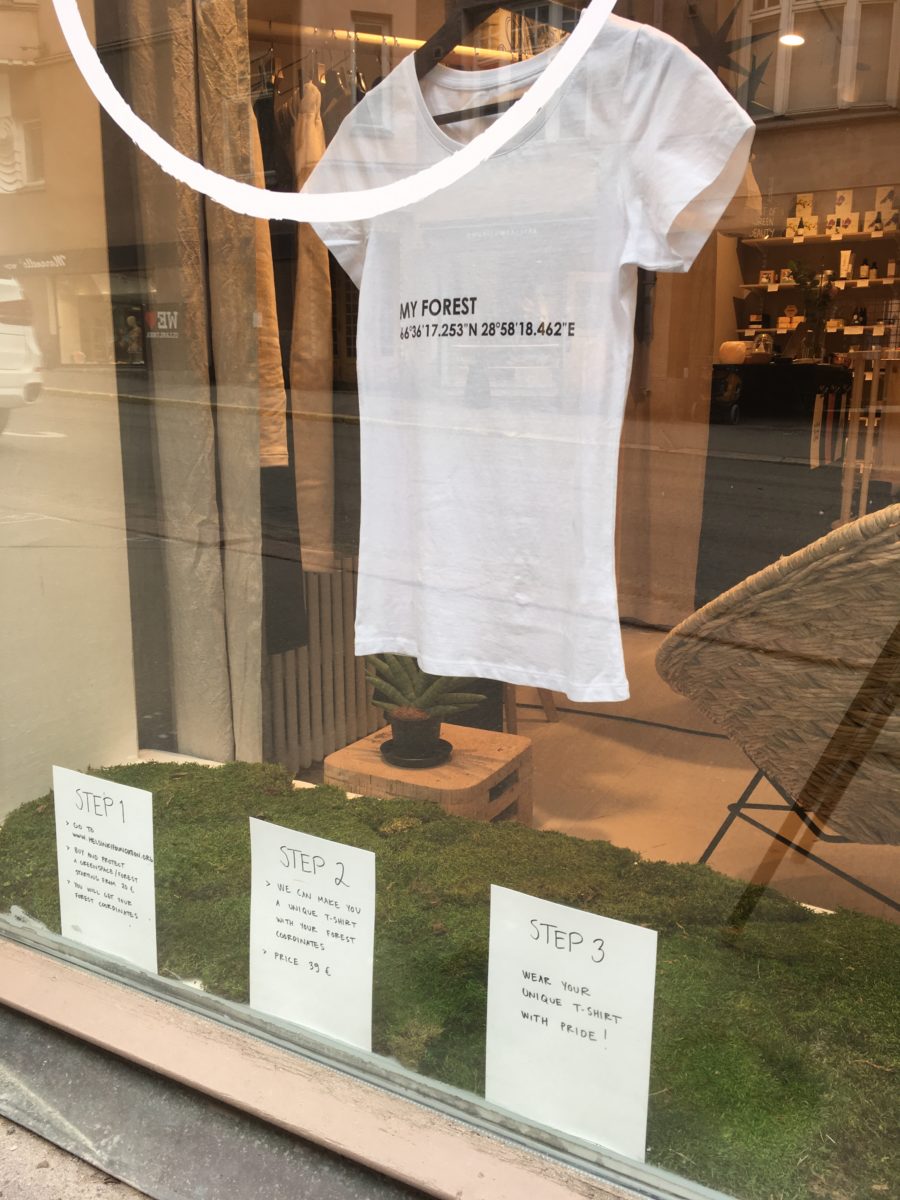 MY FOREST
66°36'17.253"N 28°58'18.462"E
WE
STEP 1
> GO TO
WWW.HELSINKIFOUNDATION.ORG
> BUY AND PROTECT
A GREENSPACE/FOREST
STARTING FROM 20 €
> YOU WILL GET YOUR
FOREST COORDINATES
STEP 2
> WE CAN MAKE YOU
A UNIQUE T-SHIRT
WITH YOUR FOREST
COORDINATES
> PRICE 39 €
STEP 3
WEAR YOUR
UNIQUE T-SHIRT
WITH PRIDE!